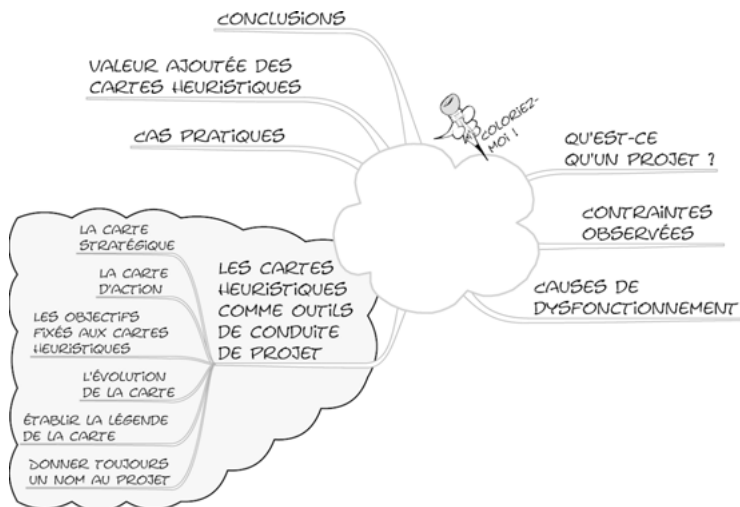 CONCLUSIONS
VALEUR AJOUTÉE DES
CARTES HEURISTIQUES
CAS PRATIQUES
COLORIEZ-
MOI !
QU'EST-CE
QU'UN PROJET ?
CONTRAINTES
OBSERVÉES
CAUSES DE
DYSFONCTIONNEMENT
LES CARTES
HEURISTIQUES
COMME OUTILS
DE CONDUITE
DE PROJET
LA CARTE
STRATÉGIQUE
LA CARTE
D'ACTION
LES OBJECTIFS
FIXÉS AUX CARTES
HEURISTIQUES
L'ÉVOLUTION
DE LA CARTE
ÉTABLIR LA LÉGENDE
DE LA CARTE
DONNER TOUJOURS
UN NOM AU PROJET